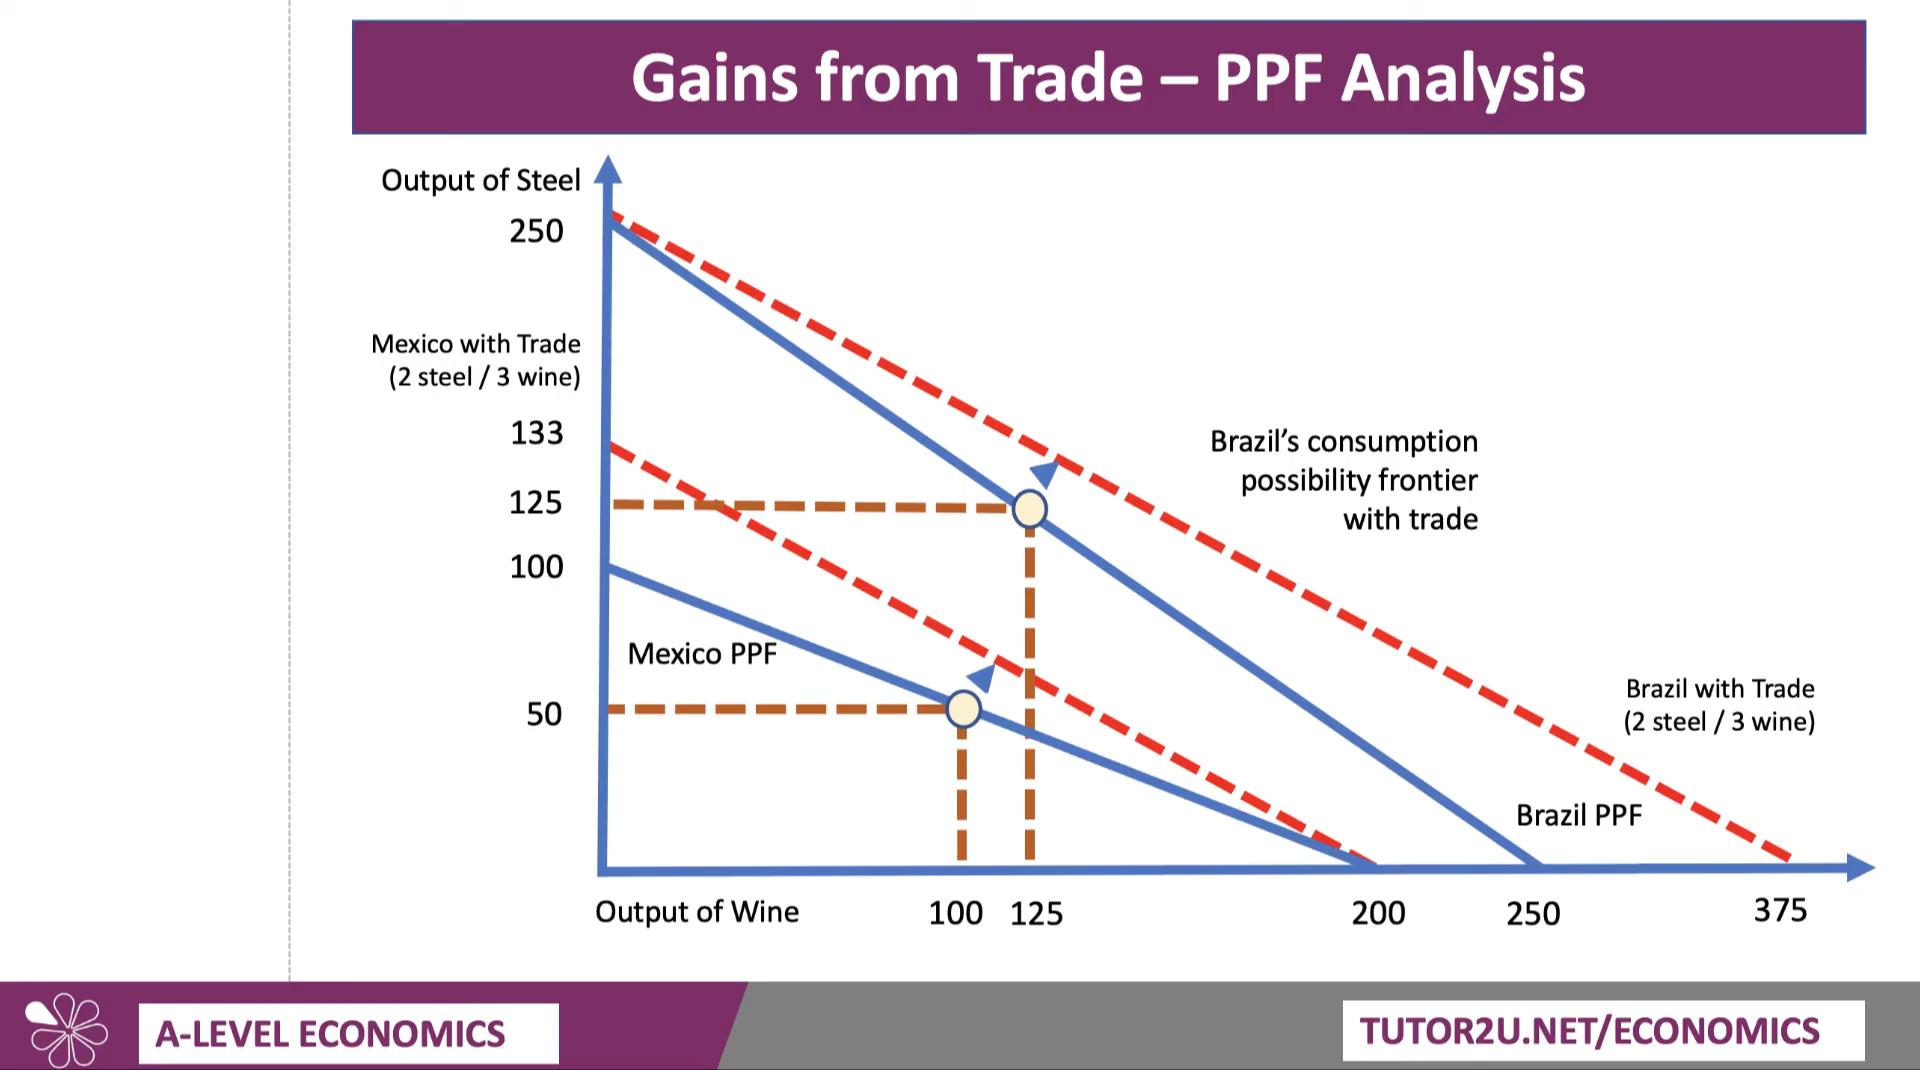 Gains from Trade – PPF Analysis
Output of Steel
250
Mexico with Trade
(2 steel / 3 wine)
133
125
100
50
Mexico PPF
Brazil’s consumption
possibility frontier
with trade
Brazil with Trade
(2 steel / 3 wine)
Brazil PPF
Output of Wine
100
125
200
250
375
A-LEVEL ECONOMICS
TUTOR2U.NET/ECONOMICS